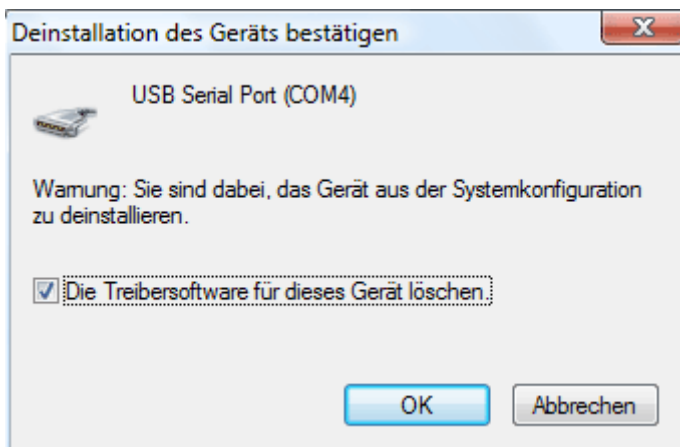 Deinstallation des Geräts bestätigen
USB Serial Port (COM4)
Warnung: Sie sind dabei, das Gerät aus der Systemkonfiguration
zu deinstallieren.
Die Treibersoftware für dieses Gerät löschen.
OK
Abbrechen